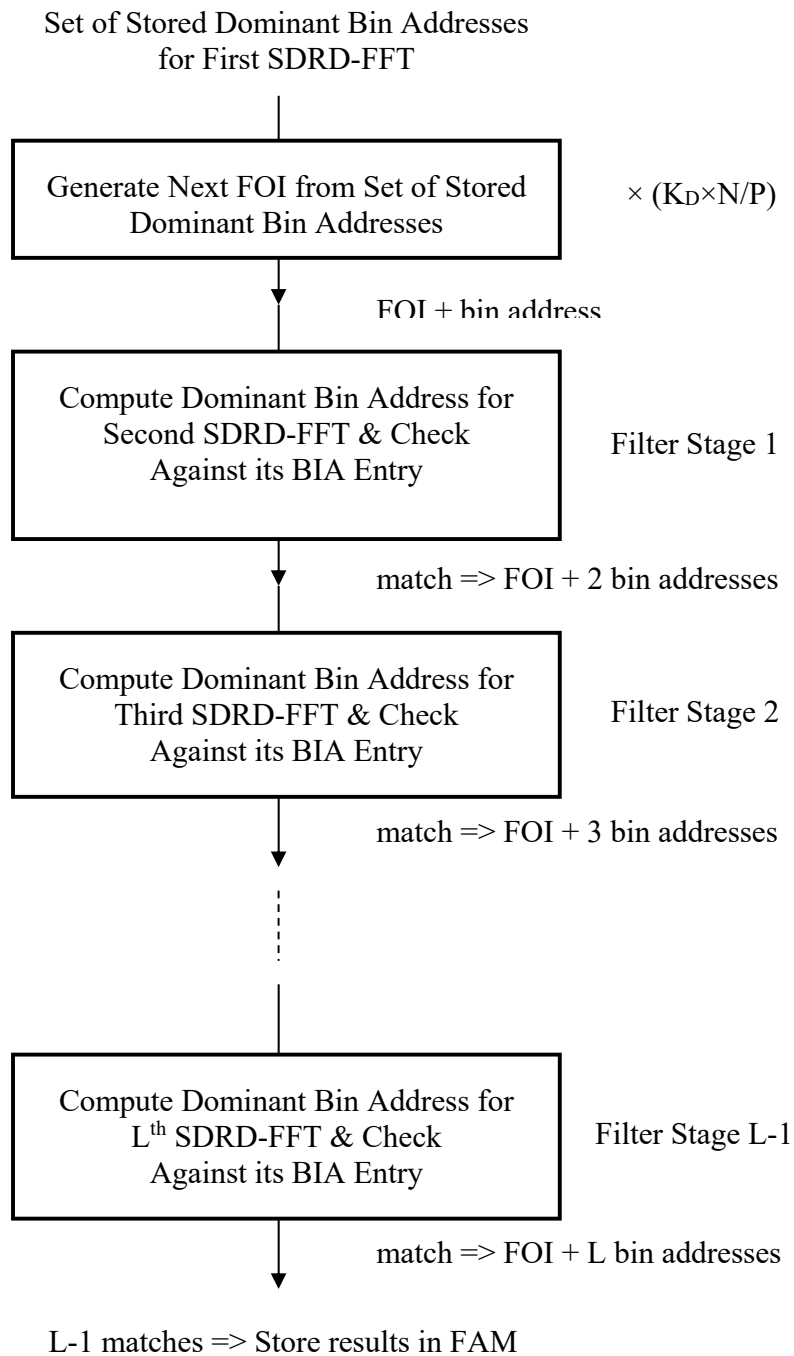 Set of Stored Dominant Bin Addresses
for First SDRD-FFT
Generate Next FOI from Set of Stored
Dominant Bin Addresses
× (K_D×N/P)
FOI + bin address
Compute Dominant Bin Address for
Second SDRD-FFT & Check
Against its BIA Entry
Filter Stage 1
match => FOI + 2 bin addresses
Compute Dominant Bin Address for
Third SDRD-FFT & Check
Against its BIA Entry
Filter Stage 2
match => FOI + 3 bin addresses
Compute Dominant Bin Address for
L^th SDRD-FFT & Check
Against its BIA Entry
Filter Stage L-1
match => FOI + L bin addresses
L-1 matches => Store results in FAM